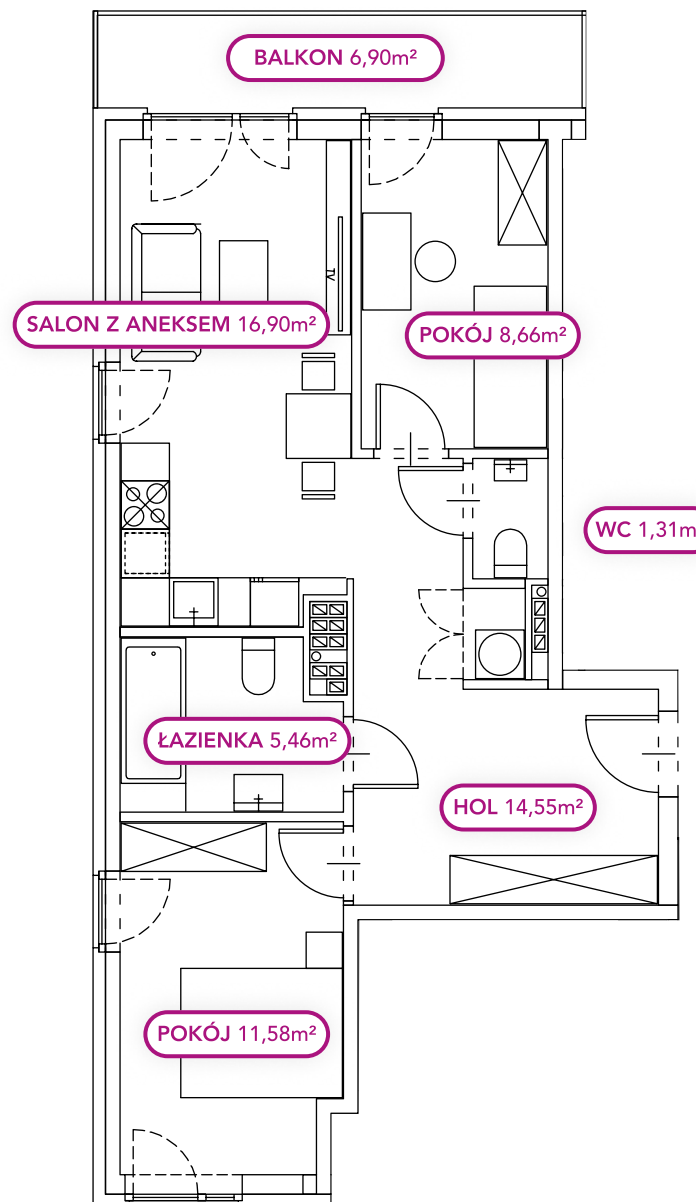 BALKON 6,90m²
TV
SALON Z ANEKSEM 16,90m²
POKÓJ 8,66m²
WC 1,31m
ŁAZIENKA 5,46m²
HOL 14,55m²
POKÓJ 11,58m²